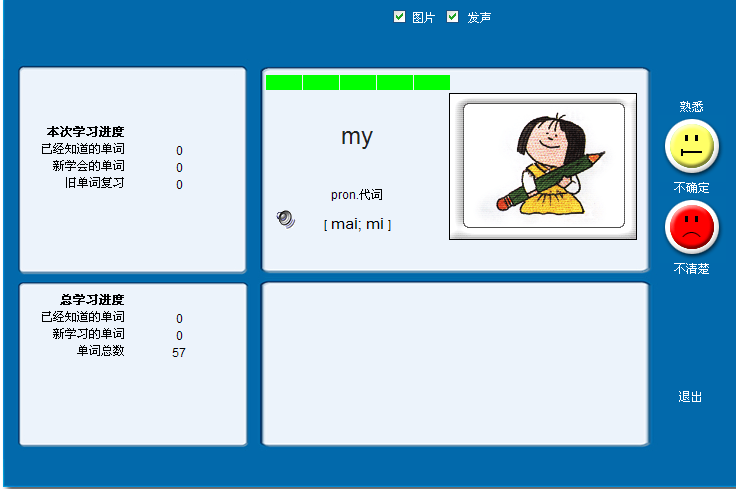 图片 发声
本次学习进度
已经知道的单词 0
新学会的单词 0
旧单词复习 0
my
pron.代词
[ mai; mi ]
熟悉
不确定
不清楚
总学习进度
已经知道的单词 0
新学习的单词 0
单词总数 57
退出